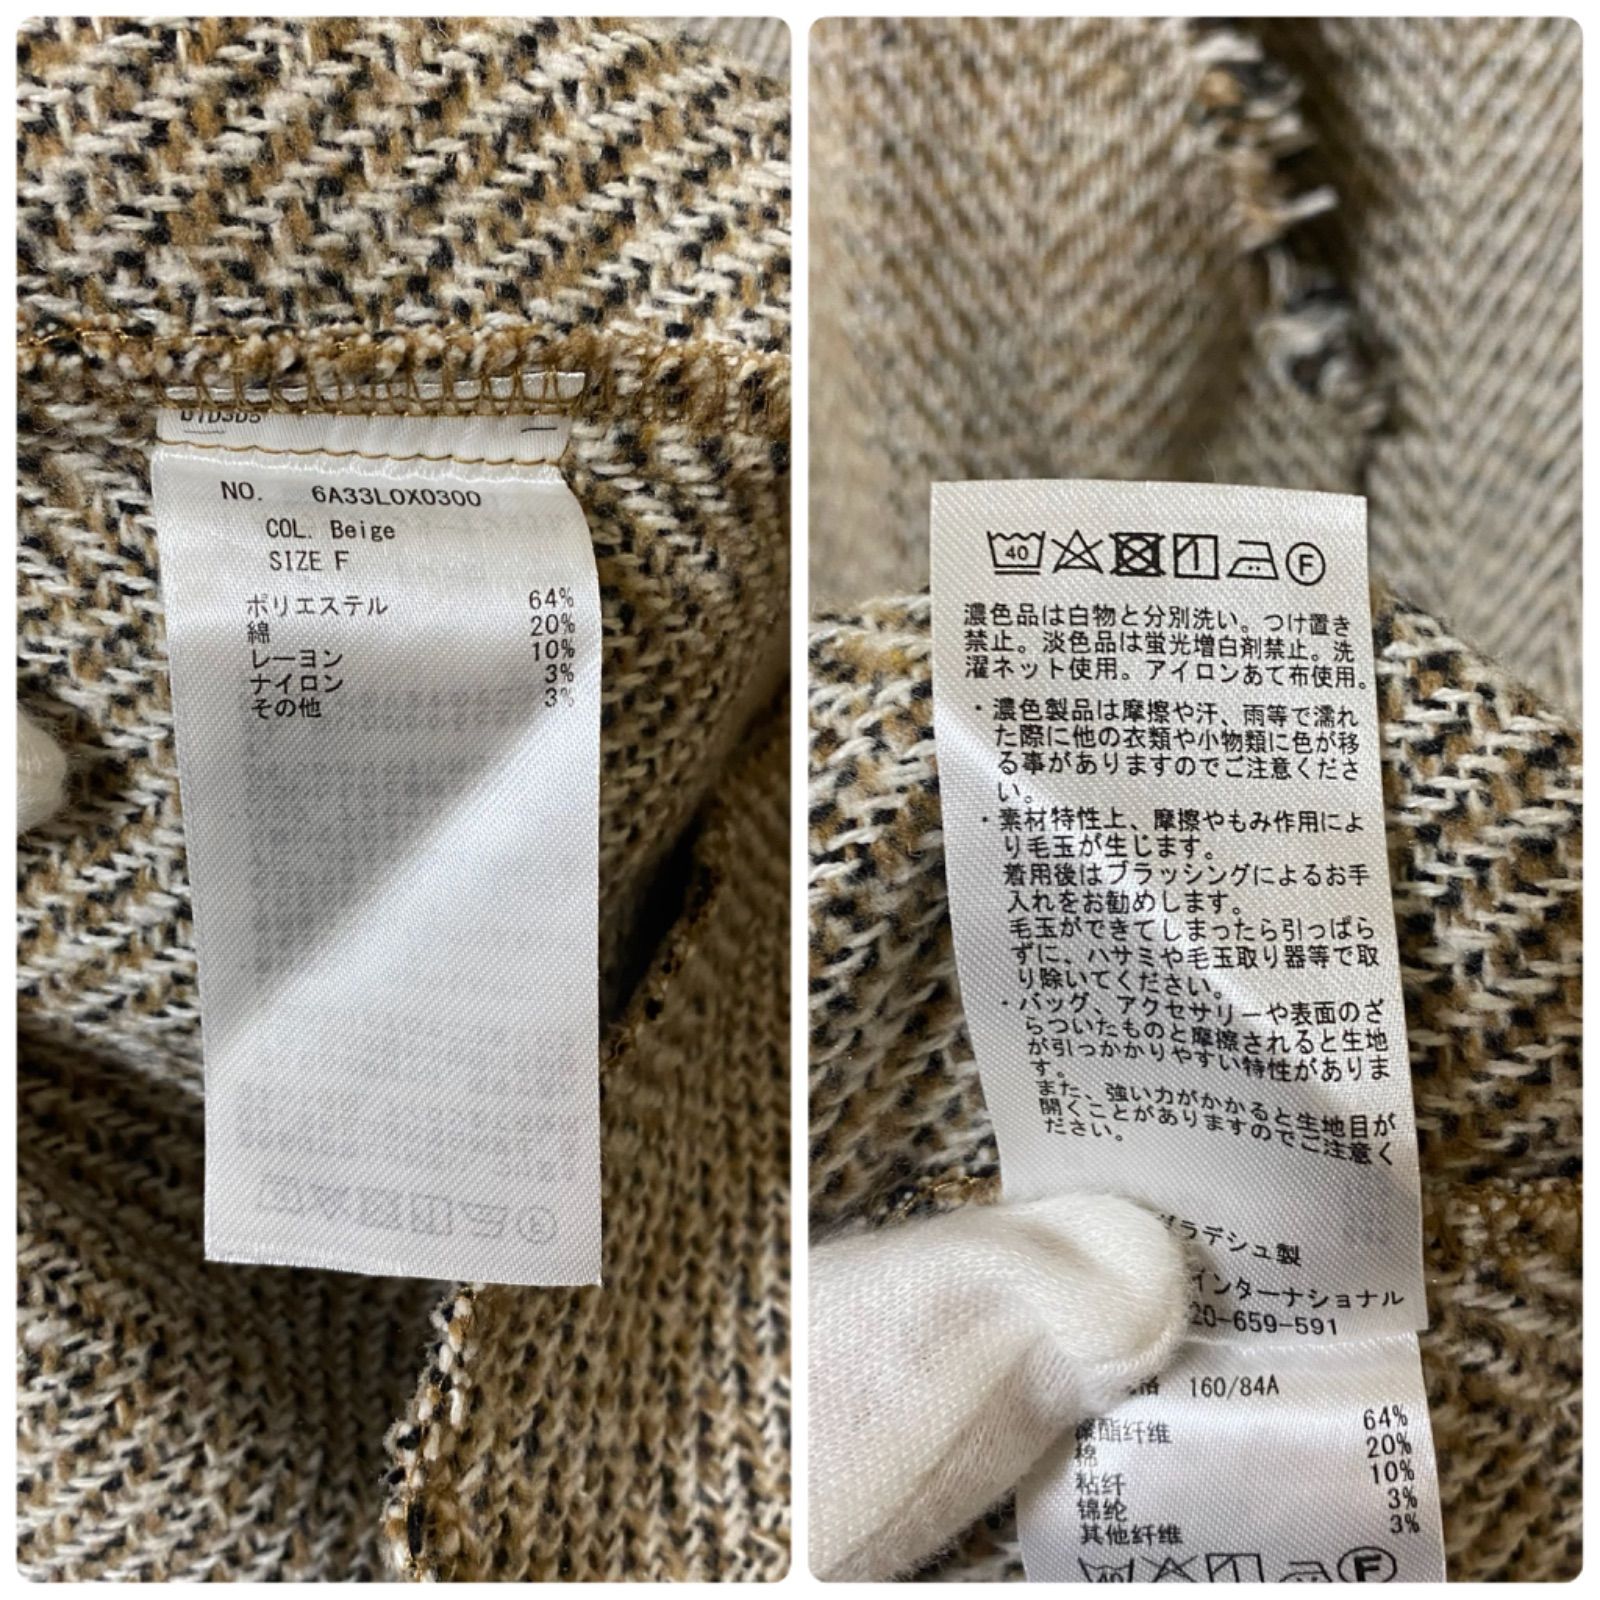 NO. 6A33L0X0300
COL. Beige
SIZE F
ポリエステル 64%
綿 20%
レーヨン 10%
ナイロン 3%
その他 3%
40 F
濃色品は白物と分別洗い。つけ置き
禁止。淡色品は蛍光増白剤禁止。洗
濯ネット使用。アイロンあて布使用。
・濃色製品は摩擦や汗、雨等で濡れ
た際に他の衣類や小物類に色が移
る事がありますのでご注意くださ
い。
・素材特性上、摩擦やもみ作用によ
り毛玉が生じます。
着用後はブラッシングによるお手
入れをお勧めします。
毛玉ができてしまったら引っぱら
ずに、ハサミや毛玉取り器等で取
り除いてください。
・バッグ、アクセサリーや表面のざ
らついたものと摩擦されると生地
が引っかかりやすい特性がありま
す。
また、強い力がかかると生地目が
開くことがありますのでご注意く
ださい。
ラデシュ製
インターナショナル
20-659-591
160/84A
聚酯纤维 64%
棉 20%
粘纤 10%
锦纶 3%
其他纤维 3%
40 F